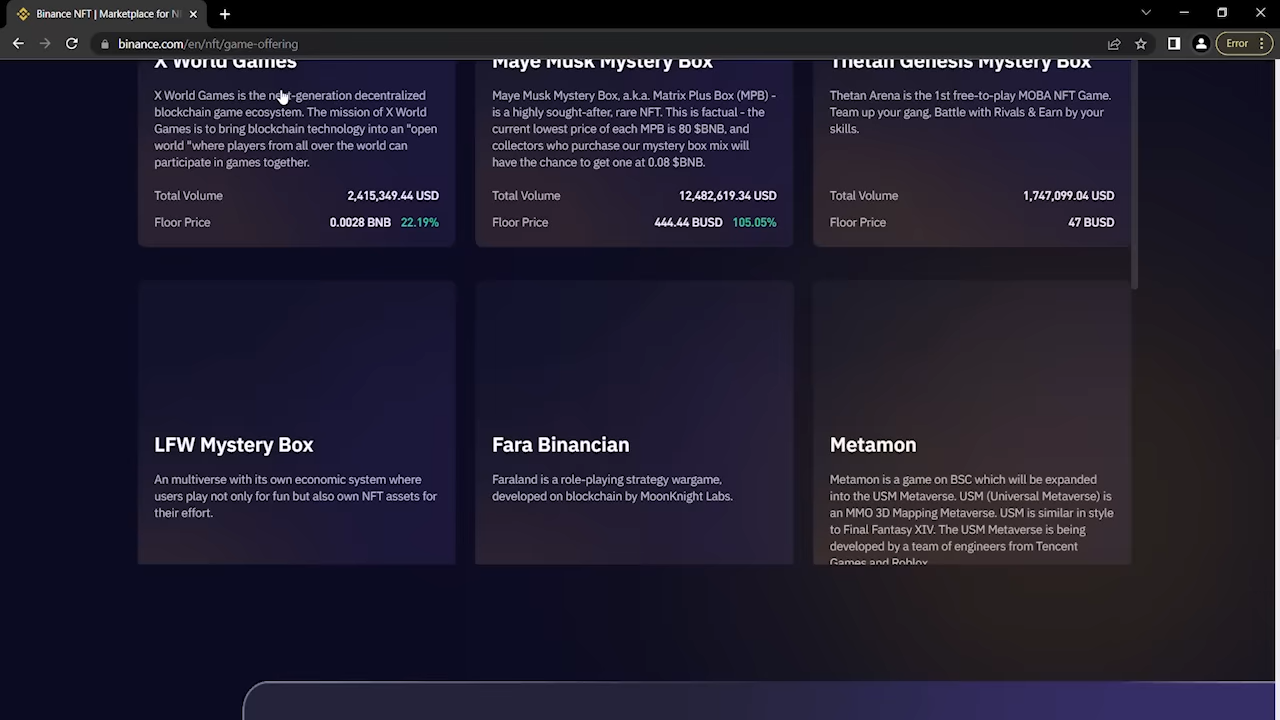 Binance NFT | Marketplace for N
binance.com/en/nft/game-offering
Error
X World Games
X World Games is the next-generation decentralized
blockchain game ecosystem. The mission of X World
Games is to bring blockchain technology into an "open
world "where players from all over the world can
participate in games together.
Total Volume 2,415,349.44 USD
Floor Price 0.0028 BNB 22.19%
Maye Musk Mystery Box
Maye Musk Mystery Box, a.k.a. Matrix Plus Box (MPB) -
is a highly sought-after, rare NFT. This is factual - the
current lowest price of each MPB is 80 $BNB, and
collectors who purchase our mystery box mix will
have the chance to get one at 0.08 $BNB.
Total Volume 12,482,619.34 USD
Floor Price 444.44 BUSD 105.05%
Thetan Genesis Mystery Box
Thetan Arena is the 1st free-to-play MOBA NFT Game.
Team up your gang, Battle with Rivals & Earn by your
skills.
Total Volume 1,747,099.04 USD
Floor Price 47 BUSD
LFW Mystery Box
An multiverse with its own economic system where
users play not only for fun but also own NFT assets for
their effort.
Fara Binancian
Faraland is a role-playing strategy wargame,
developed on blockchain by MoonKnight Labs.
Metamon
Metamon is a game on BSC which will be expanded
into the USM Metaverse. USM (Universal Metaverse) is
an MMO 3D Mapping Metaverse. USM is similar in style
to Final Fantasy XIV. The USM Metaverse is being
developed by a team of engineers from Tencent
Games and Roblox.